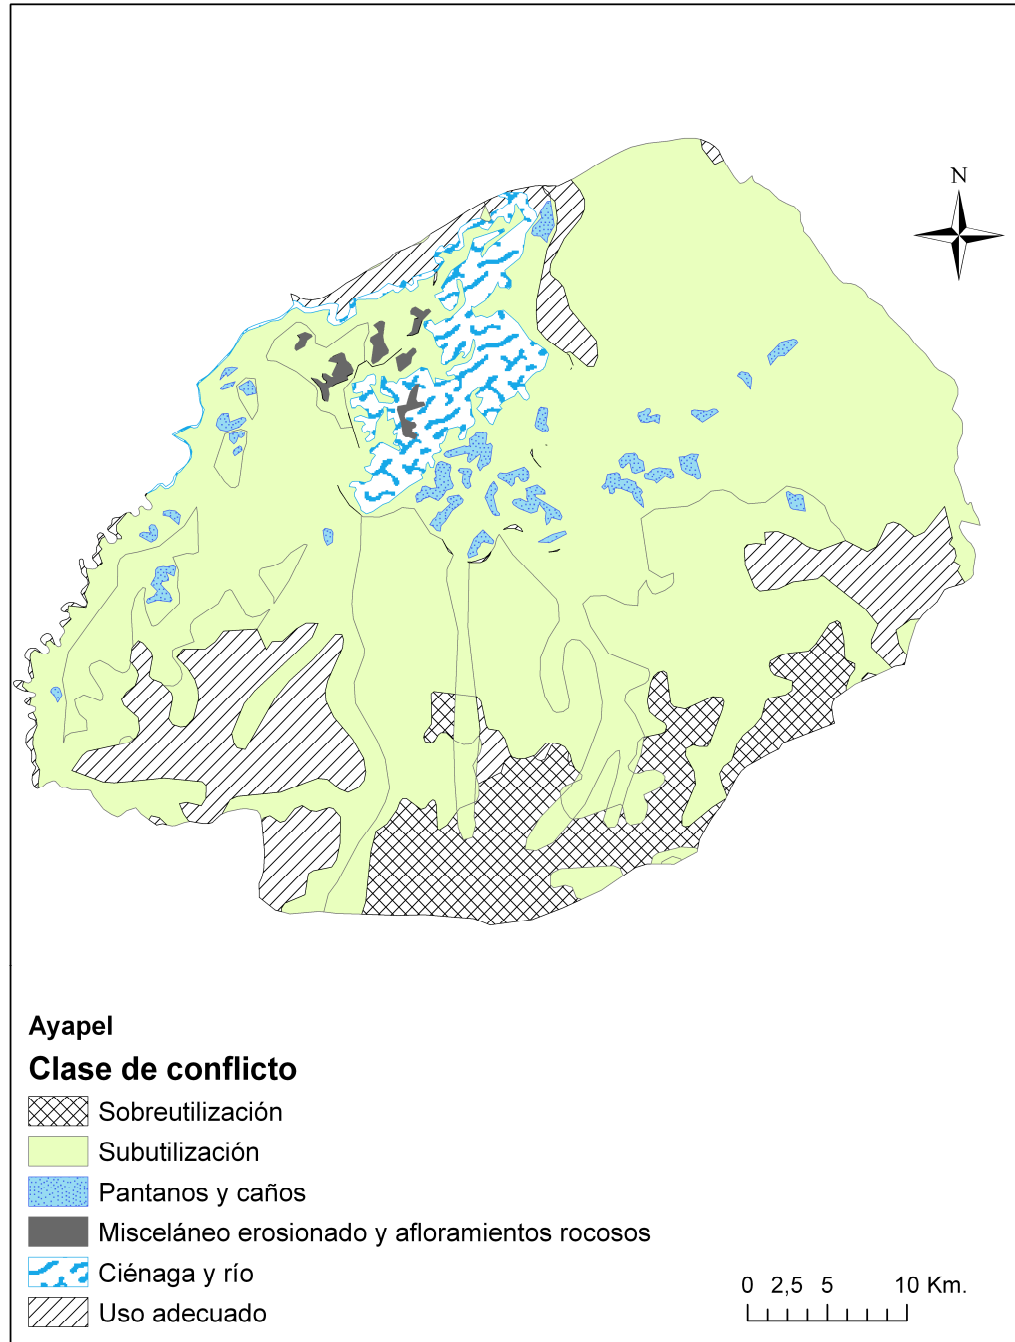 N
Ayapel
Clase de conflicto
Sobreutilización
Subutilización
Pantanos y caños
Misceláneo erosionado y afloramientos rocosos
Ciénaga y río
Uso adecuado
0 2,5 5 10 Km.